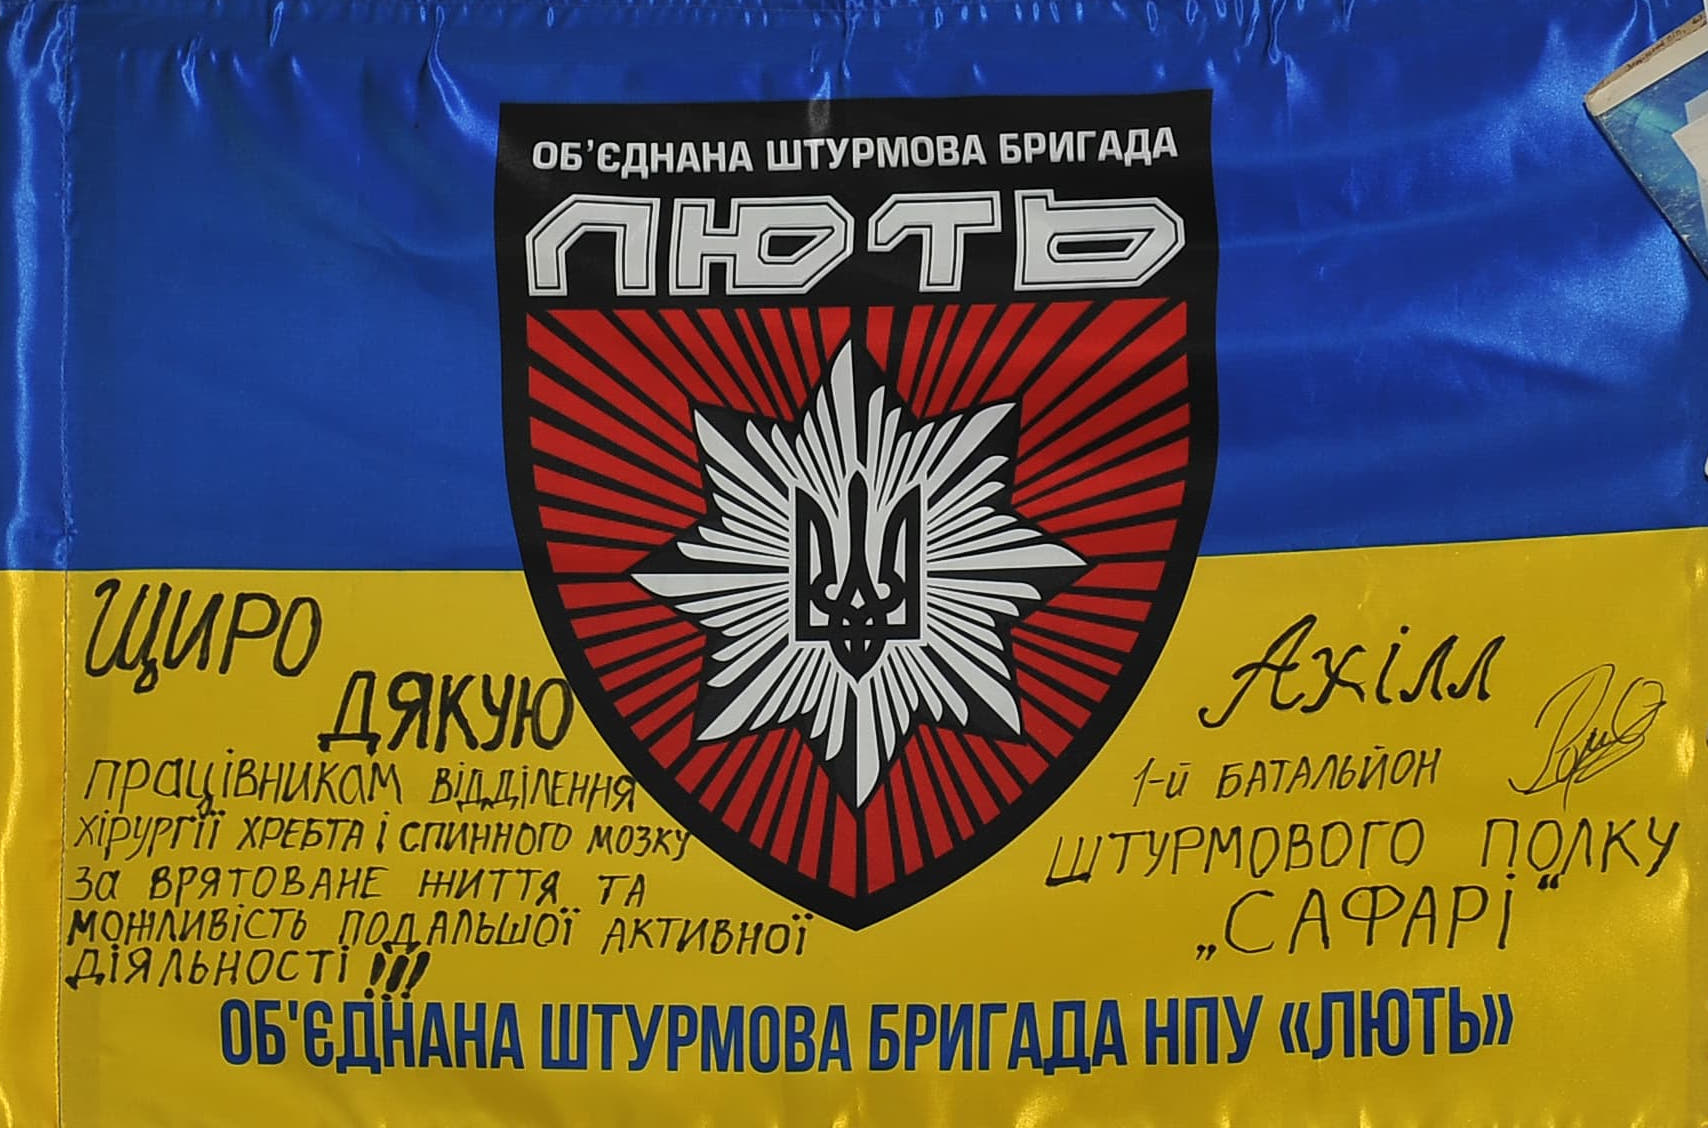 ОБ’ЄДНАНА ШТУРМОВА БРИГАДА
ЛЮТЬ
ЩИРО
ДЯКУЮ
ПРАЦІВНИКАМ ВІДДІЛЕННЯ
ХІРУРГІЇ ХРЕБТА І СПИННОГО МОЗКУ
ЗА ВРЯТОВАНЕ ЖИТТЯ ТА
МОЖЛИВІСТЬ ПОДАЛЬШОЇ АКТИВНОЇ
ДІЯЛЬНОСТІ!!!
Ахілл
1-й БАТАЛЬЙОН
ШТУРМОВОГО ПОЛКУ
„САФАРІ“
ОБ'ЄДНАНА ШТУРМОВА БРИГАДА НПУ «ЛЮТЬ»